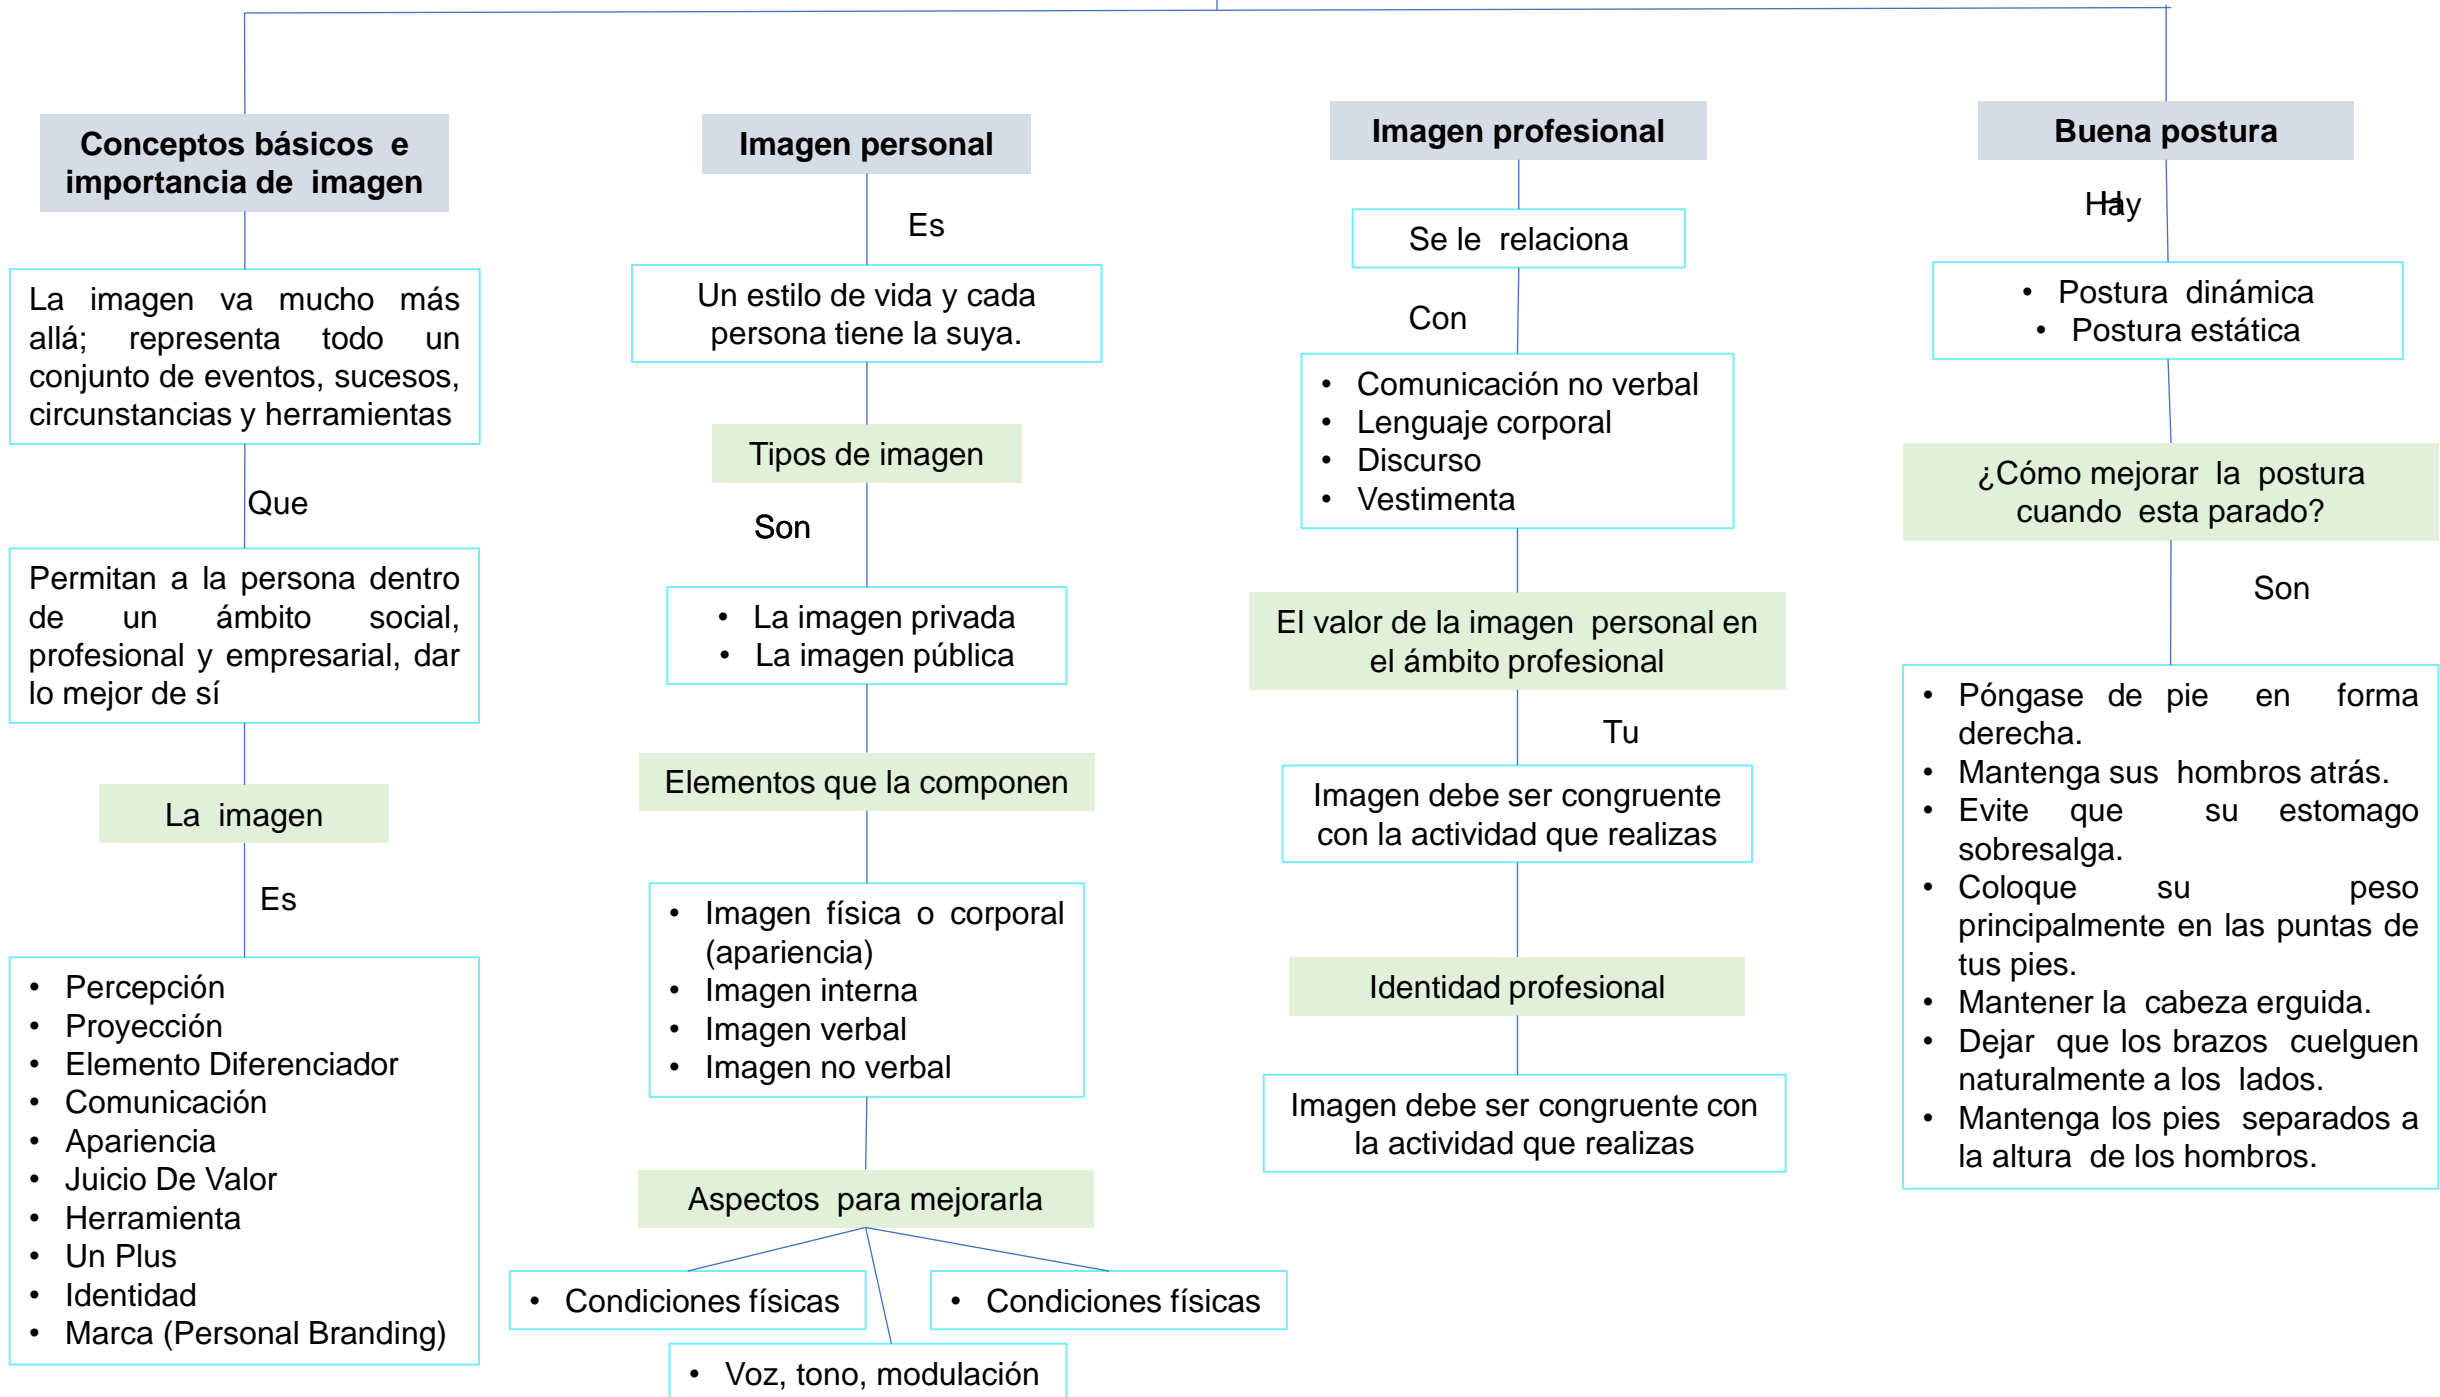 Conceptos básicos e
importancia de imagen
La imagen va mucho más
allá; representa todo un
conjunto de eventos, sucesos,
circunstancias y herramientas
Que
Permitan a la persona dentro
de un ámbito social,
profesional y empresarial, dar
lo mejor de sí
La imagen
Es
• Percepción
• Proyección
• Elemento Diferenciador
• Comunicación
• Apariencia
• Juicio De Valor
• Herramienta
• Un Plus
• Identidad
• Marca (Personal Branding)
Imagen personal
Es
Un estilo de vida y cada
persona tiene la suya.
Tipos de imagen
Son
• La imagen privada
• La imagen pública
Elementos que la componen
• Imagen física o corporal
(apariencia)
• Imagen interna
• Imagen verbal
• Imagen no verbal
Aspectos para mejorarla
• Condiciones físicas
• Condiciones físicas
• Voz, tono, modulación
Imagen profesional
Se le relaciona
Con
• Comunicación no verbal
• Lenguaje corporal
• Discurso
• Vestimenta
El valor de la imagen personal en
el ámbito profesional
Tu
Imagen debe ser congruente
con la actividad que realizas
Identidad profesional
Imagen debe ser congruente con
la actividad que realizas
Buena postura
Hay
• Postura dinámica
• Postura estática
¿Cómo mejorar la postura
cuando esta parado?
Son
• Póngase de pie en forma
derecha.
• Mantenga sus hombros atrás.
• Evite que su estomago
sobresalga.
• Coloque su peso
principalmente en las puntas de
tus pies.
• Mantener la cabeza erguida.
• Dejar que los brazos cuelguen
naturalmente a los lados.
• Mantenga los pies separados a
la altura de los hombros.